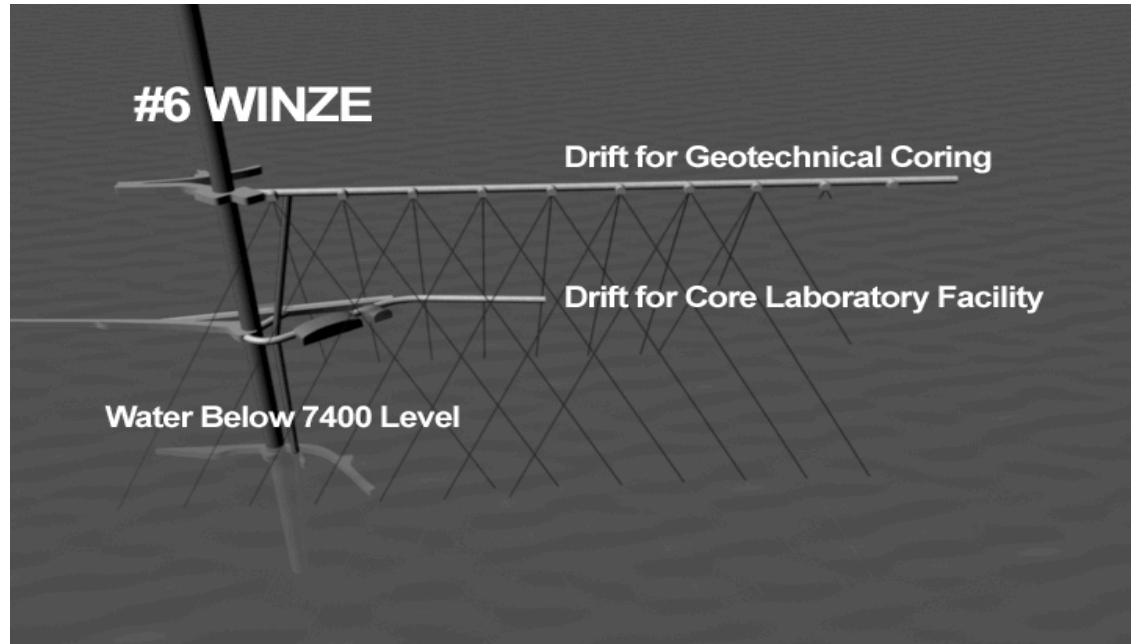 #6 WINZE
Drift for Geotechnical Coring
Drift for Core Laboratory Facility
Water Below 7400 Level